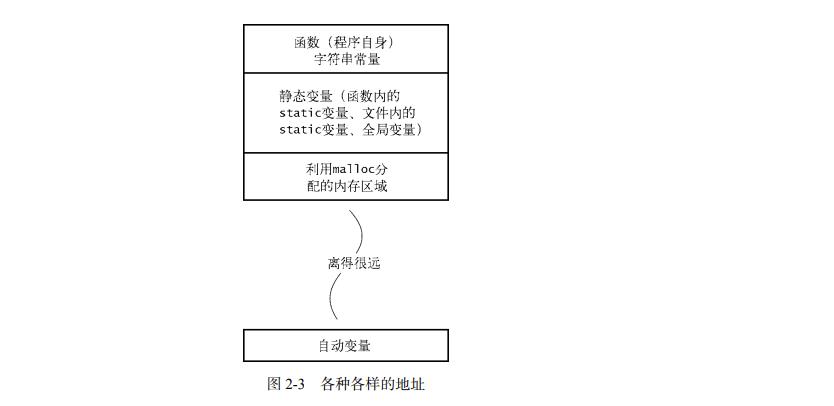 函数（程序自身）
字符串常量
静态变量（函数内的
static变量、文件内的
static变量、全局变量）
利用malloc分
配的内存区域
离得很远
自动变量
图 2-3 各种各样的地址